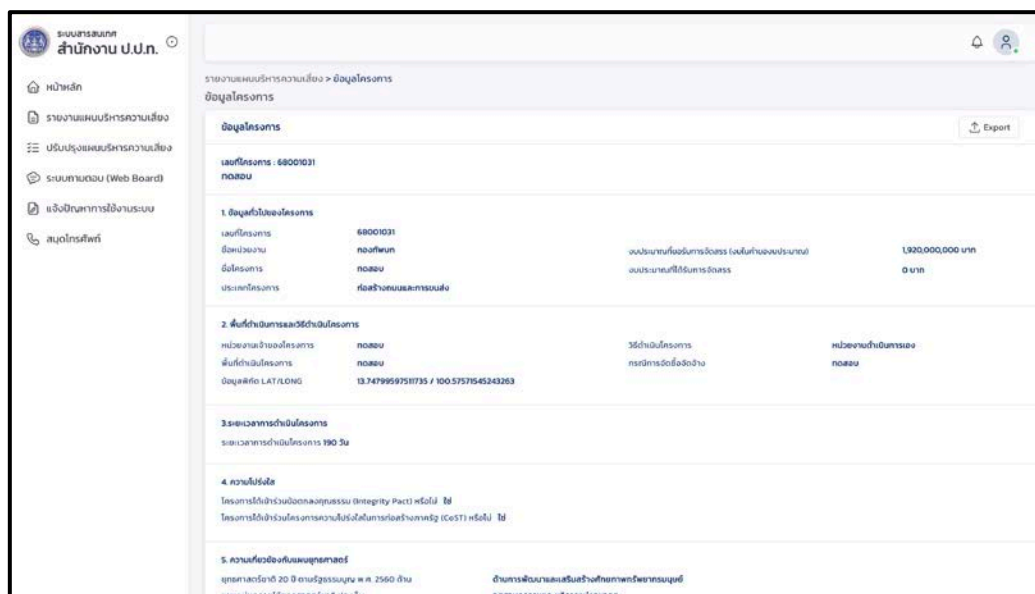 ระบบสารสนเทศ
สำนักงาน ป.ป.ท.
หน้าหลัก
รายงานแผนบริหารความเสี่ยง
ปรับปรุงแผนบริหารความเสี่ยง
ระบบถามตอบ (Web Board)
แจ้งปัญหาการใช้งานระบบ
สมุดโทรศัพท์
รายงานแผนบริหารความเสี่ยง > ข้อมูลโครงการ
ข้อมูลโครงการ
ข้อมูลโครงการ
Export
เลขที่โครงการ : 68001031
ทดสอบ
1. ข้อมูลทั่วไปของโครงการ
เลขที่โครงการ 68001031
ชื่อหน่วยงาน กองทัพบก งบประมาณที่ขอรับการจัดสรร (งบในคำของบประมาณ) 1,920,000,000 บาท
ชื่อโครงการ ทดสอบ งบประมาณที่ได้รับการจัดสรร 0 บาท
ประเภทโครงการ ก่อสร้างถนนและการขนส่ง
2. พื้นที่ดำเนินการและวิธีดำเนินโครงการ
หน่วยงานเจ้าของโครงการ ทดสอบ วิธีดำเนินโครงการ หน่วยงานดำเนินการเอง
พื้นที่ดำเนินโครงการ ทดสอบ กรณีการจัดซื้อจัดจ้าง ทดสอบ
ข้อมูลพิกัด LAT/LONG 13.74799597511735 / 100.57571545243263
3.ระยะเวลาการดำเนินโครงการ
ระยะเวลาการดำเนินโครงการ 190 วัน
4. ความโปร่งใส
โครงการได้เข้าร่วมข้อตกลงคุณธรรม (Integrity Pact) หรือไม่ ใช่
โครงการได้เข้าร่วมโครงการความโปร่งใสในการก่อสร้างภาครัฐ (CoST) หรือไม่ ใช่
5. ความเกี่ยวข้องกับแผนยุทธศาสตร์
ยุทธศาสตร์ชาติ 20 ปี ตามรัฐธรรมนูญ พ.ศ. 2560 ด้าน ด้านการพัฒนาและเสริมสร้างศักยภาพทรัพยากรมนุษย์